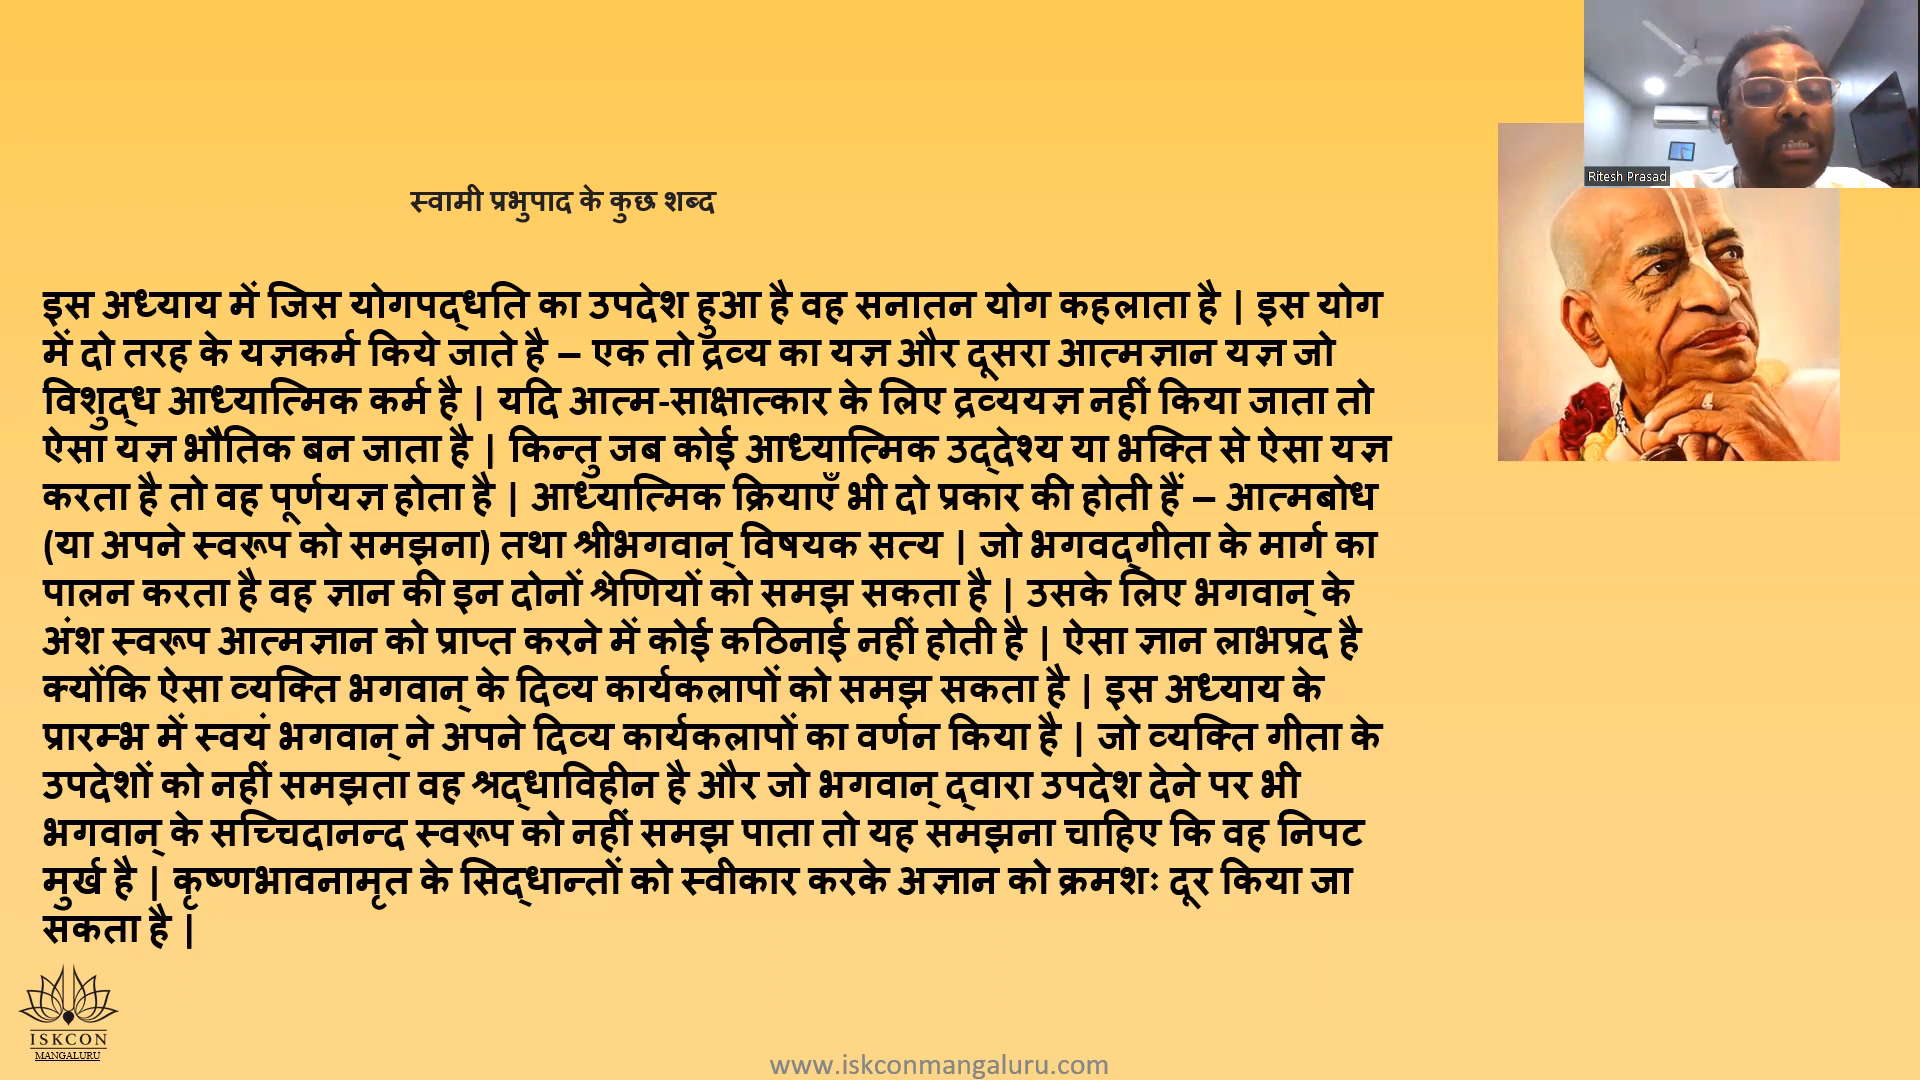 Ritesh Prasad
स्वामी प्रभुपाद के कुछ शब्द
इस अध्याय में जिस योगपद्धति का उपदेश हुआ है वह सनातन योग कहलाता है | इस योग
में दो तरह के यज्ञकर्म किये जाते है – एक तो द्रव्य का यज्ञ और दूसरा आत्मज्ञान यज्ञ जो
विशुद्ध आध्यात्मिक कर्म है | यदि आत्म-साक्षात्कार के लिए द्रव्ययज्ञ नहीं किया जाता तो
ऐसा यज्ञ भौतिक बन जाता है | किन्तु जब कोई आध्यात्मिक उद्देश्य या भक्ति से ऐसा यज्ञ
करता है तो वह पूर्णयज्ञ होता है | आध्यात्मिक क्रियाएँ भी दो प्रकार की होती हैं – आत्मबोध
(या अपने स्वरूप को समझना) तथा श्रीभगवान् विषयक सत्य | जो भगवद्गीता के मार्ग का
पालन करता है वह ज्ञान की इन दोनों श्रेणियों को समझ सकता है | उसके लिए भगवान् के
अंश स्वरूप आत्मज्ञान को प्राप्त करने में कोई कठिनाई नहीं होती है | ऐसा ज्ञान लाभप्रद है
क्योंकि ऐसा व्यक्ति भगवान् के दिव्य कार्यकलापों को समझ सकता है | इस अध्याय के
प्रारम्भ में स्वयं भगवान् ने अपने दिव्य कार्यकलापों का वर्णन किया है | जो व्यक्ति गीता के
उपदेशों को नहीं समझता वह श्रद्धाविहीन है और जो भगवान् द्वारा उपदेश देने पर भी
भगवान् के सच्चिदानन्द स्वरूप को नहीं समझ पाता तो यह समझना चाहिए कि वह निपट
मुर्ख है | कृष्णभावनामृत के सिद्धान्तों को स्वीकार करके अज्ञान को क्रमशः दूर किया जा
सकता है |
ISKCON
MANGALURU
www.iskconmangaluru.com